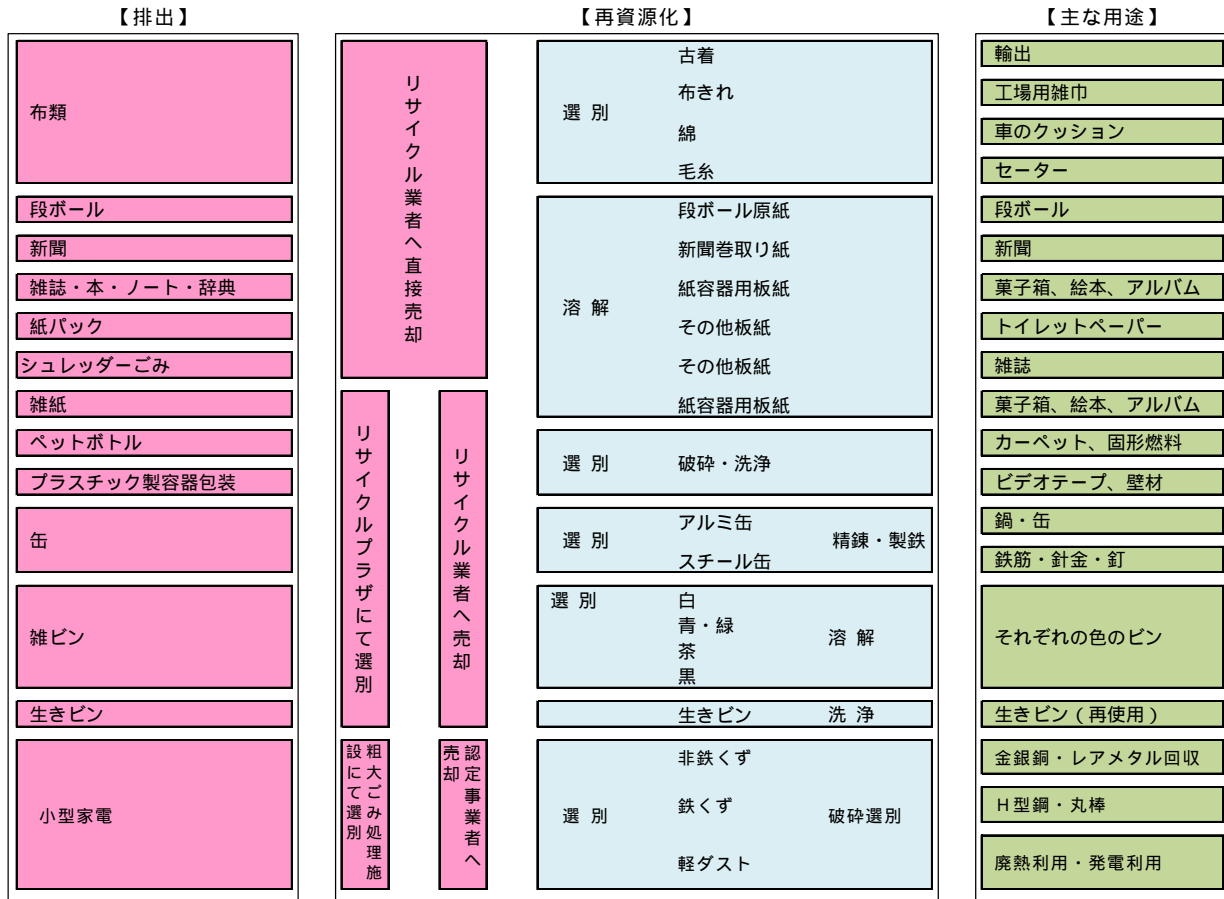 【排出】
【再資源化】
【主な用途】
布類
段ボール
新聞
雑誌・本・ノート・辞典
紙パック
シュレッダーごみ
雑紙
ペットボトル
プラスチック製容器包装
缶
雑ビン
生きビン
小型家電
リサイクル業者へ直接売却
リサイクルプラザにて選別
リサイクル業者へ売却
粗大ごみ処理施
設にて選別
認定事業者へ
売却
選 別
古着
布きれ
綿
毛糸
溶 解
段ボール原紙
新聞巻取り紙
紙容器用板紙
その他板紙
その他板紙
紙容器用板紙
選 別
破砕・洗浄
選 別
アルミ缶
スチール缶
精錬・製鉄
選 別
白
青・緑
茶
黒
溶 解
生きビン
洗 浄
選 別
非鉄くず
鉄くず
軽ダスト
破砕選別
輸出
工場用雑巾
車のクッション
セーター
段ボール
新聞
菓子箱、絵本、アルバム
トイレットペーパー
雑誌
菓子箱、絵本、アルバム
カーペット、固形燃料
ビデオテープ、壁材
鍋・缶
鉄筋・針金・釘
それぞれの色のビン
生きビン(再使用)
金銀銅・レアメタル回収
H型鋼・丸棒
廃熱利用・発電利用